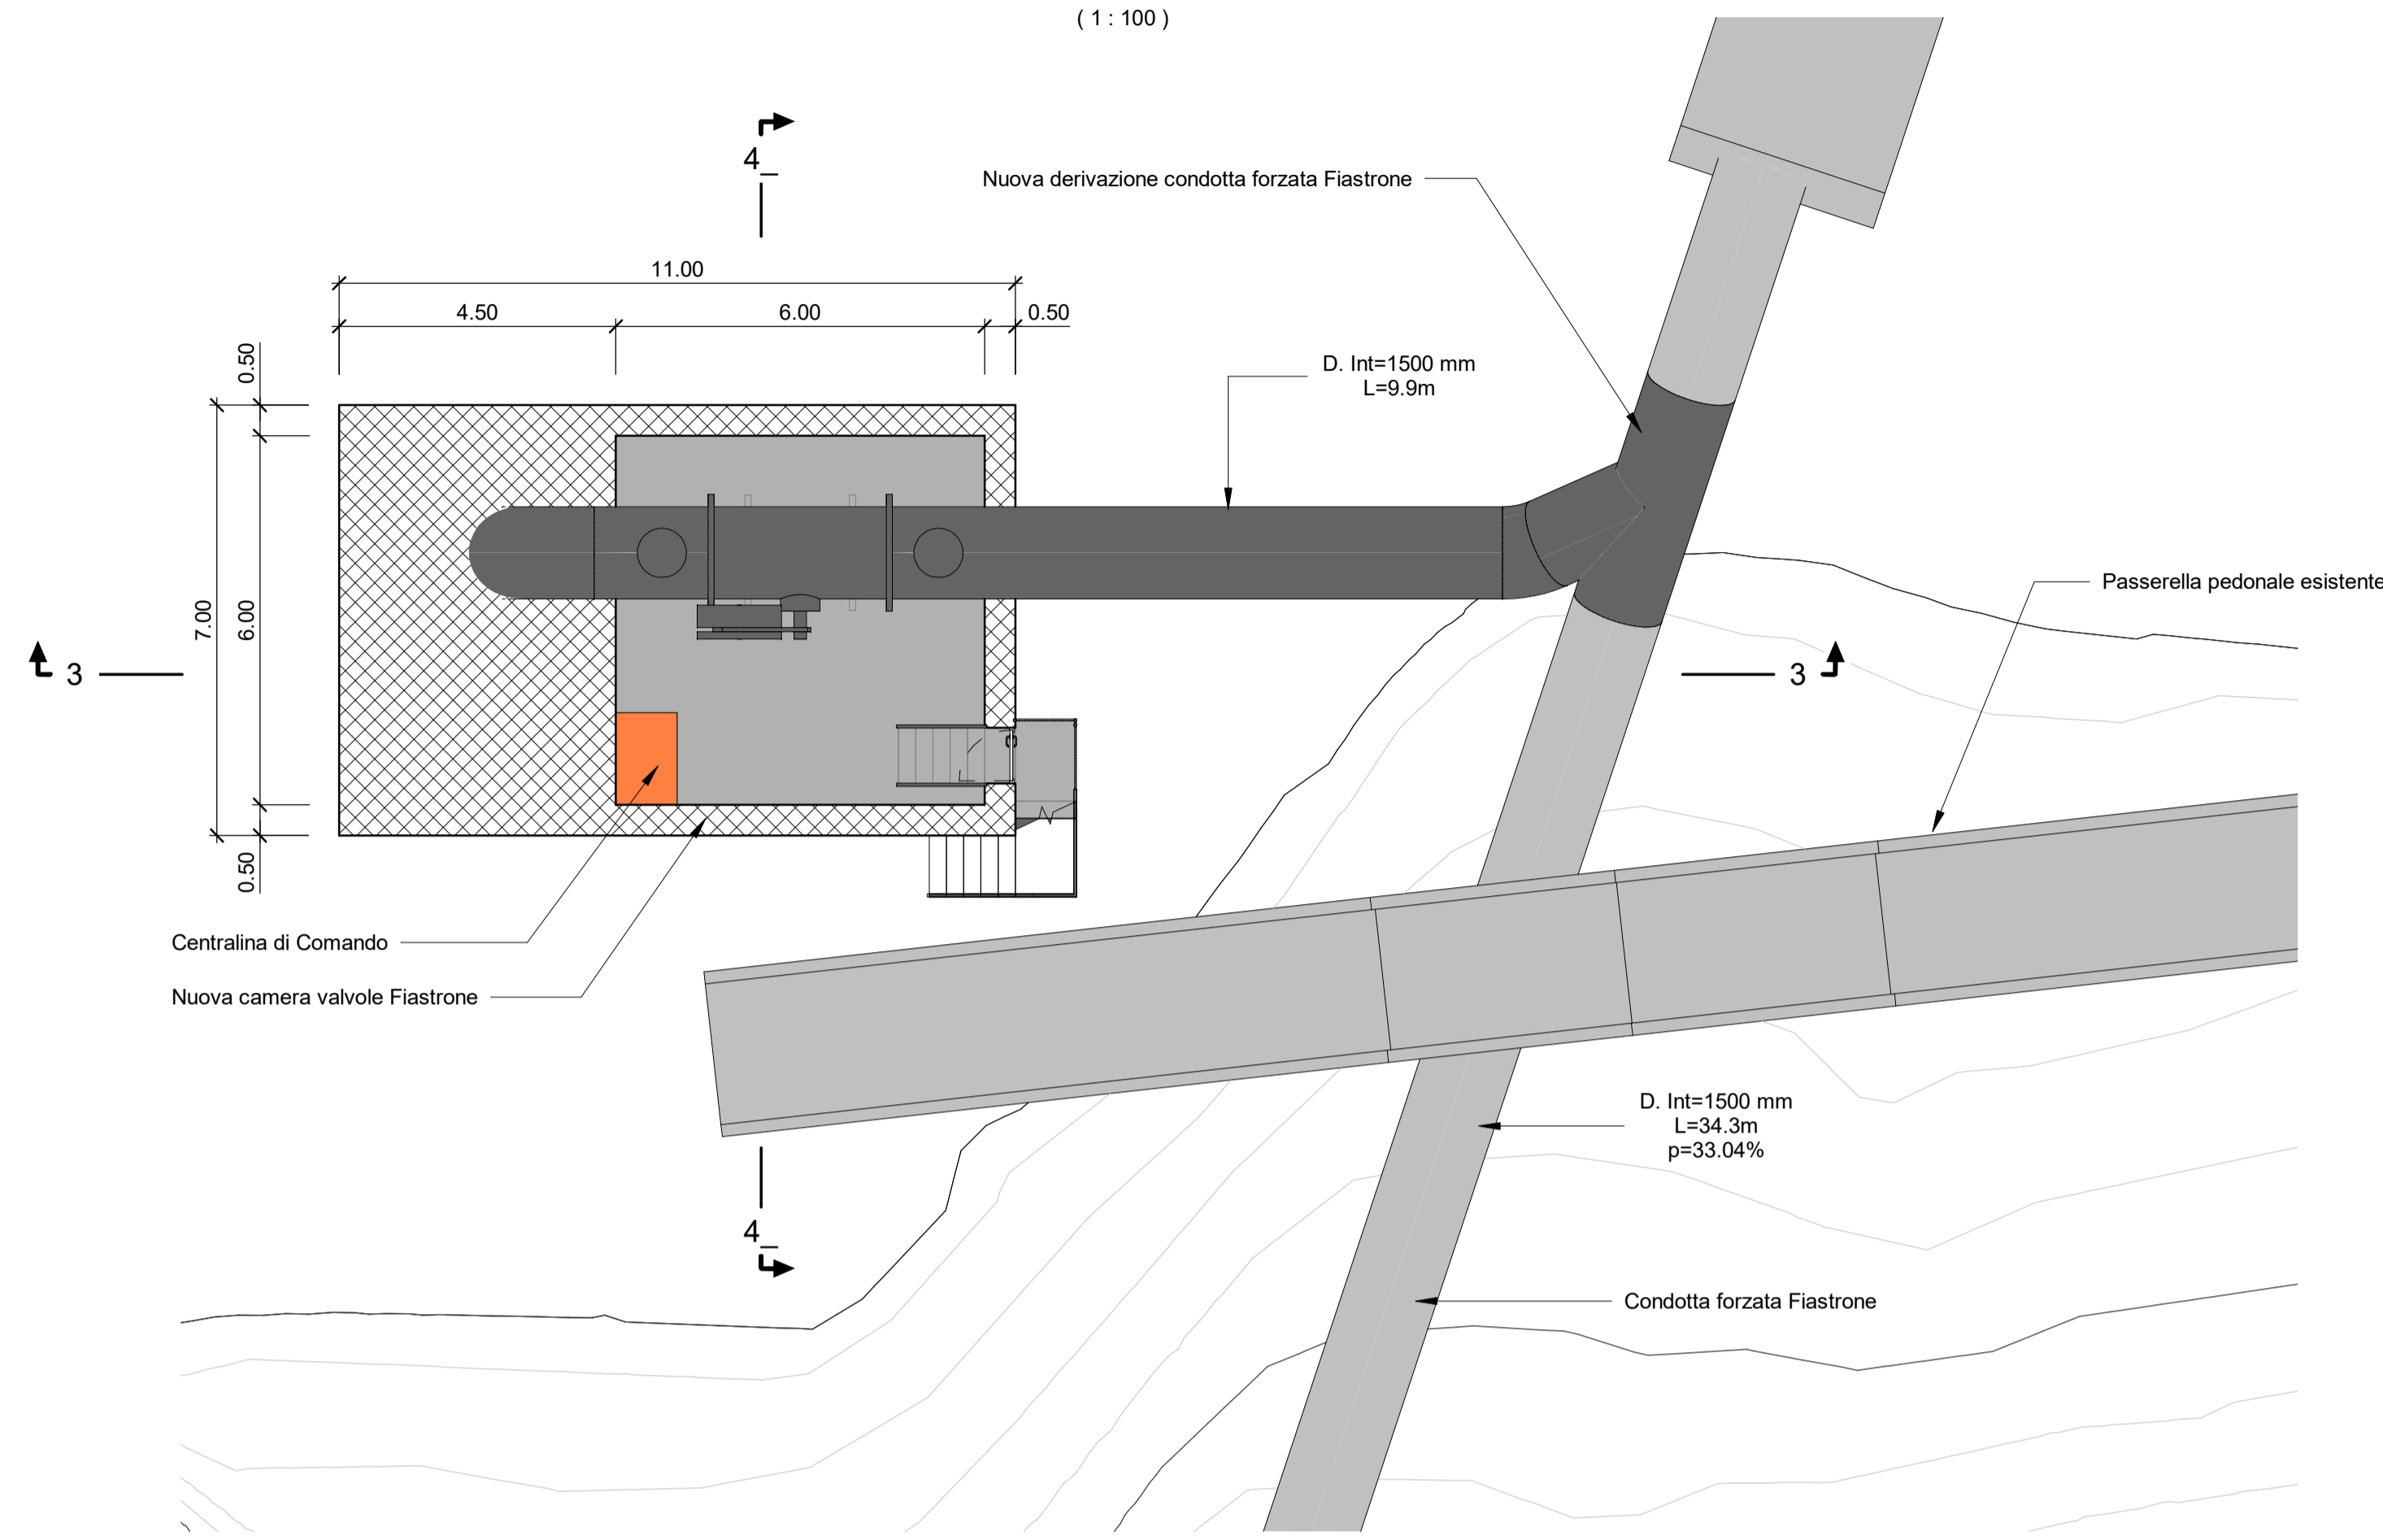 ( 1 : 100 )
4_
Nuova derivazione condotta forzata Fiastrone
11.00
4.50
6.00
0.50
0.50
D. Int=1500 mm
L=9.9m
Passerella pedonale esistente
7.00
6.00
3
3
0.50
Centralina di Comando
Nuova camera valvole Fiastrone
D. Int=1500 mm
L=34.3m
p=33.04%
4_
Condotta forzata Fiastrone